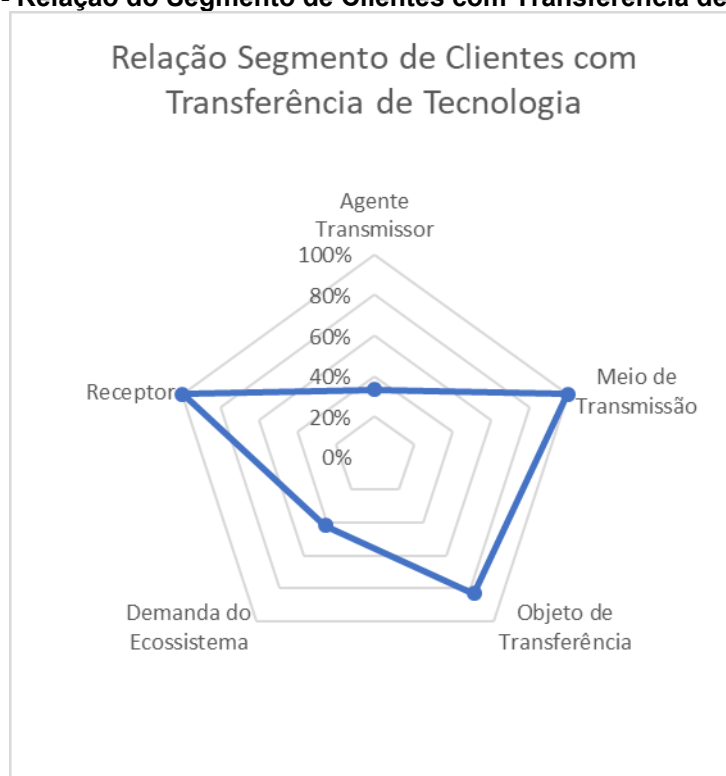 - Relação do Segmento de Clientes com Transferência de
Relação Segmento de Clientes com
Transferência de Tecnologia
Agente
Transmissor
100%
80%
60%
40%
20%
0%
Receptor
Meio de
Transmissão
Demanda do
Ecossistema
Objeto de
Transferência